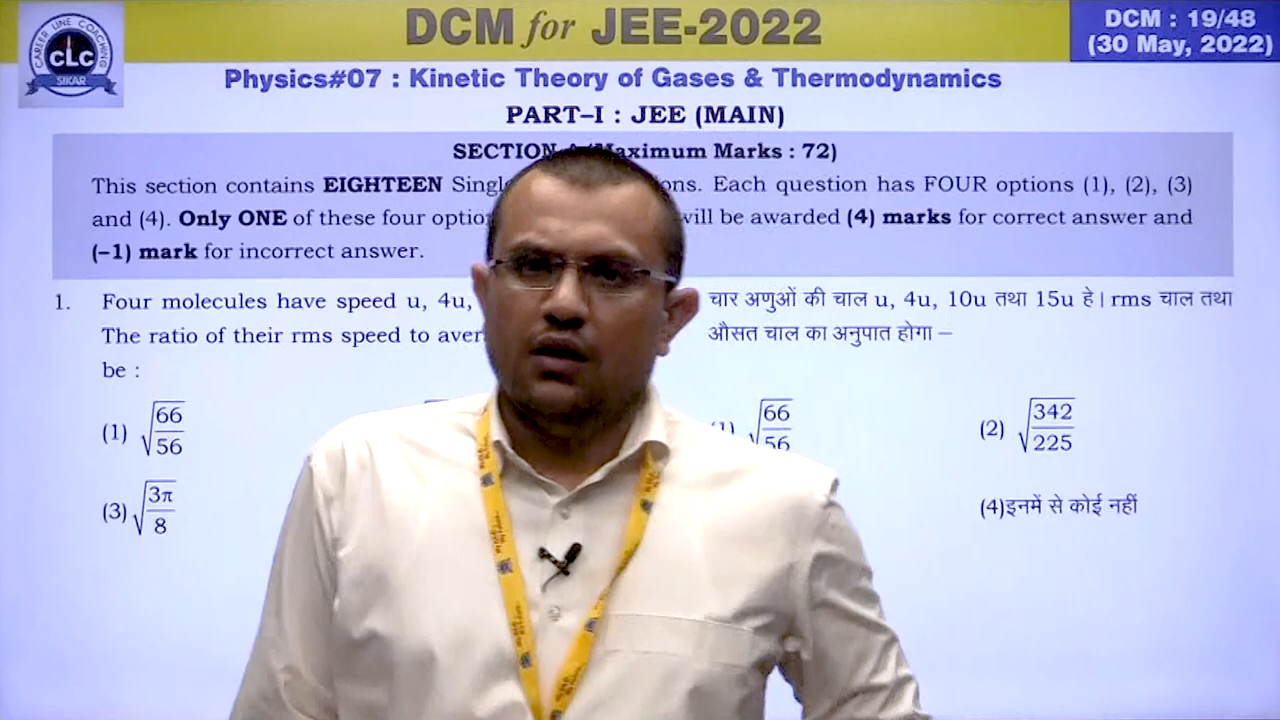 DCM for JEE-2022
DCM : 19/48
(30 May, 2022)
CAREER LINE COACHING
CLC
SIKAR
Physics#07 : Kinetic Theory of Gases & Thermodynamics
PART–I : JEE (MAIN)
SECTION (Maximum Marks : 72)
This section contains EIGHTEEN ons. Each question has FOUR options (1), (2), (3)
and (4). Only ONE of these four will be awarded (4) marks for correct answer and
(–1) mark for incorrect answer.
1. Four molecules have speed u, 4u,
The ratio of their rms speed to
be :
(1) √66/56
(3) √3π/8
चार अणुओं की चाल u, 4u, 10u तथा 15u हे। rms चाल तथा
औसत चाल का अनुपात होगा –
(1) √66/56
(2) √342/225
(4)इनमें से कोई नहीं